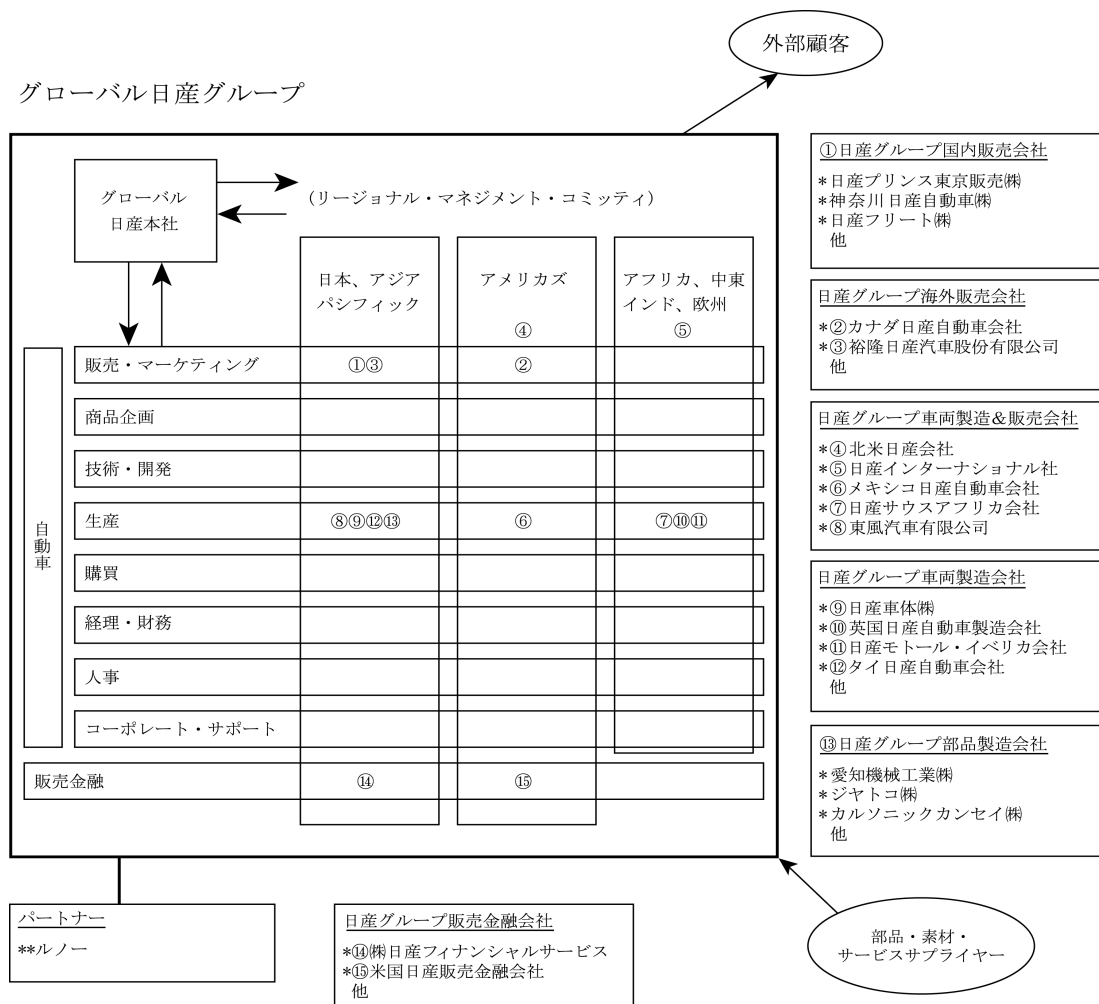 外部顧客
グローバル日産グループ
グローバル
日産本社
(リージョナル・マネジメント・コミッティ)
日本、アジア
パシフィック
アメリカズ
④
アフリカ、中東
インド、欧州
⑤
自動車
販売・マーケティング
①③
②
商品企画
技術・開発
生産
⑧⑨⑫⑬
⑥
⑦⑩⑪
購買
経理・財務
人事
コーポレート・サポート
販売金融
⑭
⑮
①日産グループ国内販売会社
*日産プリンス東京販売㈱
*神奈川日産自動車㈱
*日産フリート㈱
他
日産グループ海外販売会社
*②カナダ日産自動車会社
*③裕隆日産汽車股份有限公司
他
日産グループ車両製造&販売会社
*④北米日産会社
*⑤日産インターナショナル社
*⑥メキシコ日産自動車会社
*⑦日産サウスアフリカ会社
*⑧東風汽車有限公司
日産グループ車両製造会社
*⑨日産車体㈱
*⑩英国日産自動車製造会社
*⑪日産モトール・イベリカ会社
*⑫タイ日産自動車会社
他
⑬日産グループ部品製造会社
*愛知機械工業㈱
*ジヤトコ㈱
*カルソニックカンセイ㈱
他
パートナー
**ルノー
日産グループ販売金融会社
*⑭㈱日産フィナンシャルサービス
*⑮米国日産販売金融会社
他
部品・素材・
サービスサプライヤー